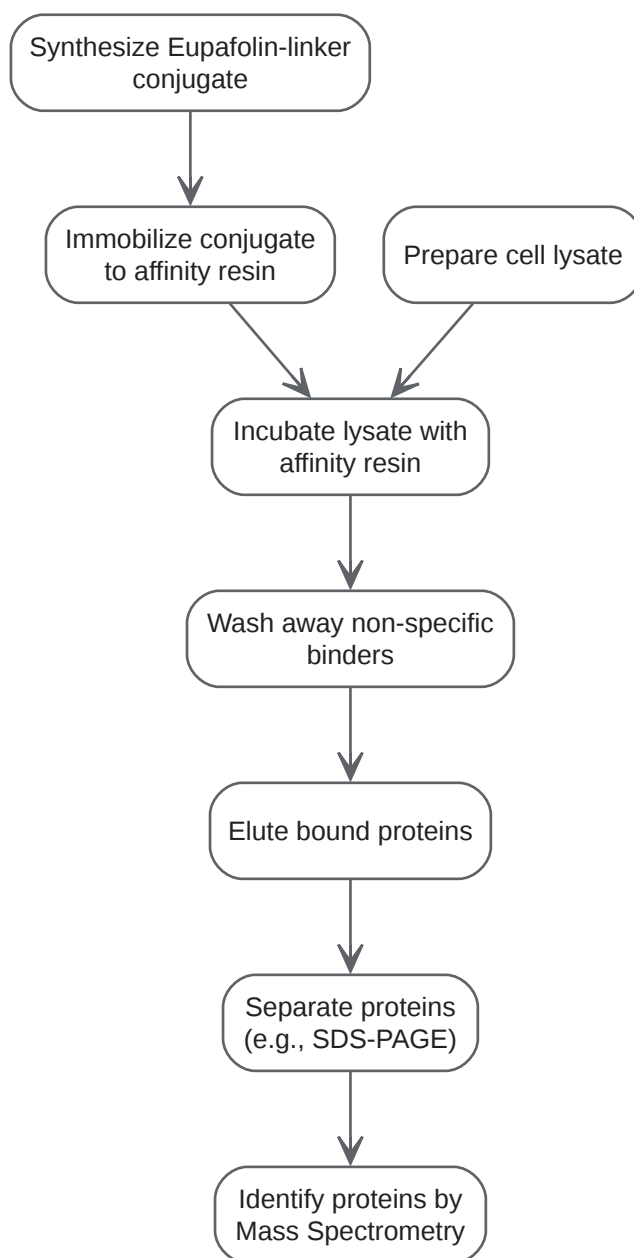 Synthesize Eupafolin-linker
conjugate
Immobilize conjugate
to affinity resin
Prepare cell lysate
Incubate lysate with
affinity resin
Wash away non-specific
binders
Elute bound proteins
Separate proteins
(e.g., SDS-PAGE)
Identify proteins by
Mass Spectrometry